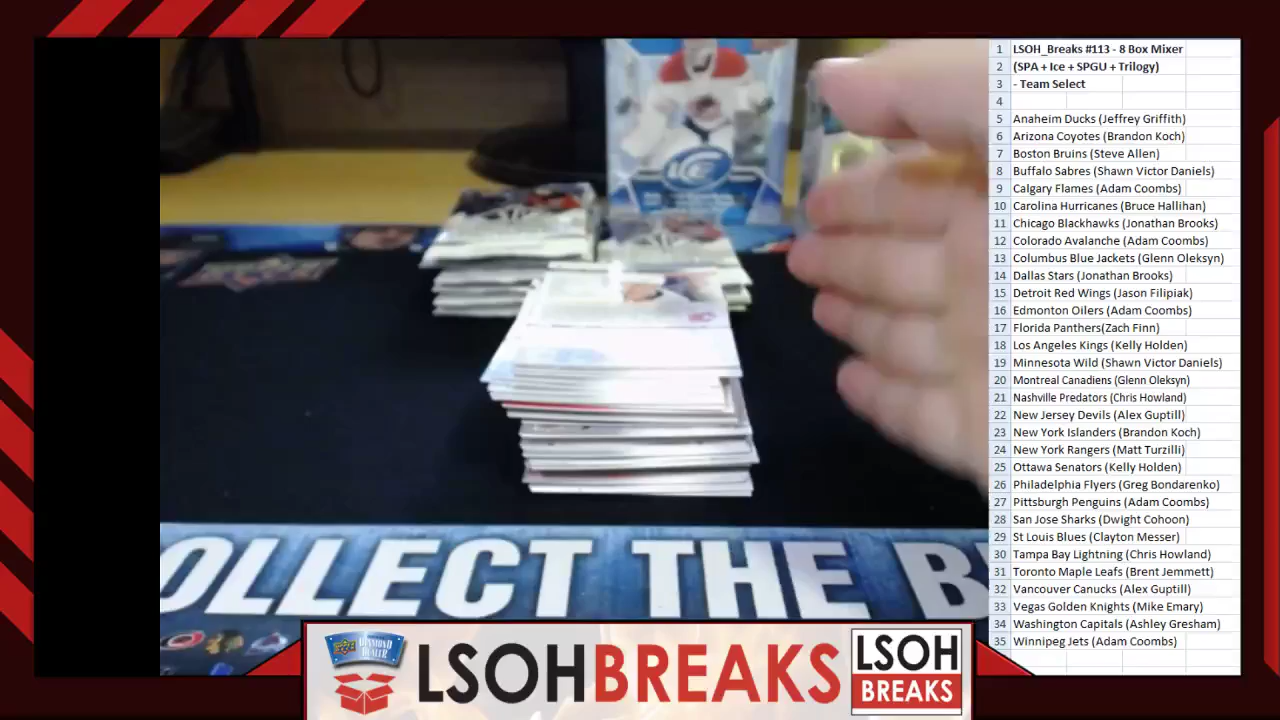 1 LSOH_Breaks #113 - 8 Box Mixer
2 (SPA + Ice + SPGU + Trilogy)
3 - Team Select
4
5 Anaheim Ducks (Jeffrey Griffith)
6 Arizona Coyotes (Brandon Koch)
7 Boston Bruins (Steve Allen)
8 Buffalo Sabres (Shawn Victor Daniels)
9 Calgary Flames (Adam Coombs)
10 Carolina Hurricanes (Bruce Hallihan)
11 Chicago Blackhawks (Jonathan Brooks)
12 Colorado Avalanche (Adam Coombs)
13 Columbus Blue Jackets (Glenn Oleksyn)
14 Dallas Stars (Jonathan Brooks)
15 Detroit Red Wings (Jason Filipiak)
16 Edmonton Oilers (Adam Coombs)
17 Florida Panthers(Zach Finn)
18 Los Angeles Kings (Kelly Holden)
19 Minnesota Wild (Shawn Victor Daniels)
20 Montreal Canadiens (Glenn Oleksyn)
21 Nashville Predators (Chris Howland)
22 New Jersey Devils (Alex Guptill)
23 New York Islanders (Brandon Koch)
24 New York Rangers (Matt Turzilli)
25 Ottawa Senators (Kelly Holden)
26 Philadelphia Flyers (Greg Bondarenko)
27 Pittsburgh Penguins (Adam Coombs)
28 San Jose Sharks (Dwight Cohoon)
29 St Louis Blues (Clayton Messer)
30 Tampa Bay Lightning (Chris Howland)
31 Toronto Maple Leafs (Brent Jemmett)
32 Vancouver Canucks (Alex Guptill)
33 Vegas Golden Knights (Mike Emary)
34 Washington Capitals (Ashley Gresham)
35 Winnipeg Jets (Adam Coombs)
ICE
OLLECT THE B
DIAMOND DEALER
LSOHBREAKS
LSOH
BREAKS